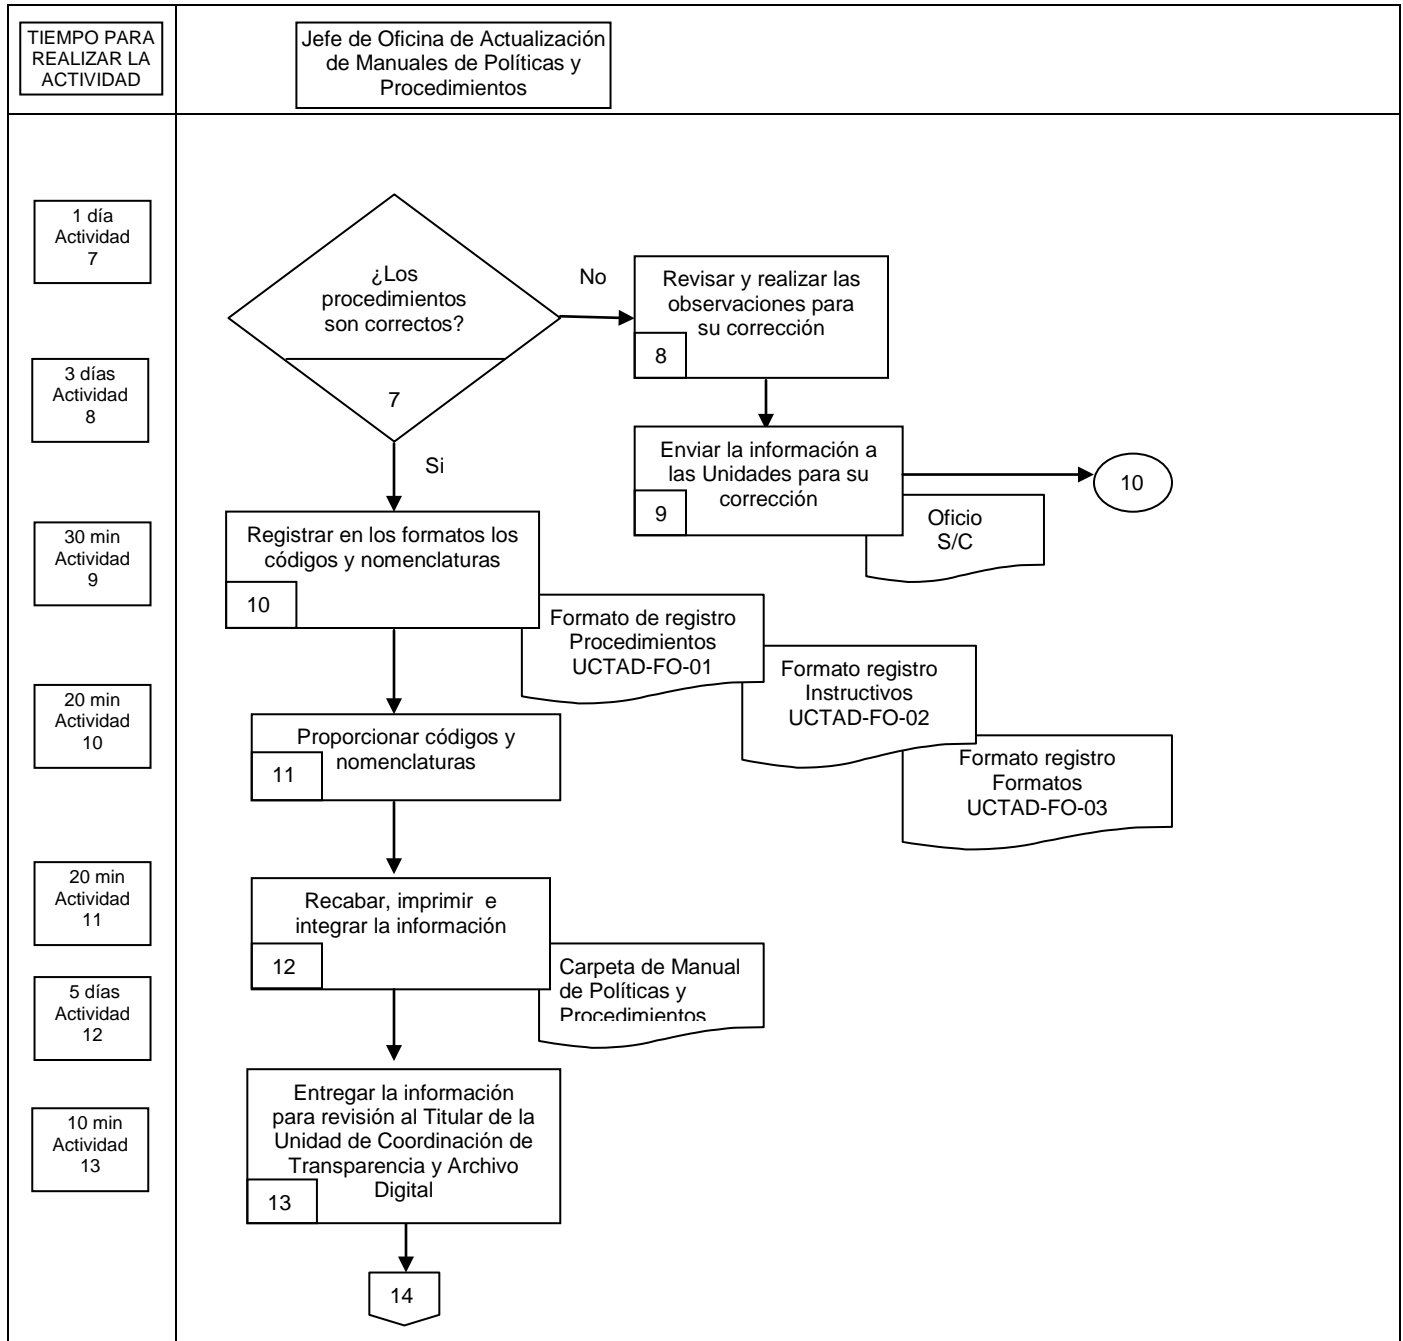 TIEMPO PARA
REALIZAR LA
ACTIVIDAD
Jefe de Oficina de Actualización
de Manuales de Políticas y
Procedimientos
1 día
Actividad
7
¿Los
procedimientos
son correctos?
7
No
Revisar y realizar las
observaciones para
su corrección
8
3 días
Actividad
8
Si
Enviar la información a
las Unidades para su
corrección
9
10
Oficio
S/C
30 min
Actividad
9
Registrar en los formatos los
códigos y nomenclaturas
10
Formato de registro
Procedimientos
UCTAD-FO-01
Formato registro
Instructivos
UCTAD-FO-02
Formato registro
Formatos
UCTAD-FO-03
20 min
Actividad
10
Proporcionar códigos y
nomenclaturas
11
20 min
Actividad
11
Recabar, imprimir e
integrar la información
12
Carpeta de Manual
de Políticas y
Procedimientos
5 días
Actividad
12
Entregar la información
para revisión al Titular de la
Unidad de Coordinación de
Transparencia y Archivo
Digital
13
10 min
Actividad
13
14